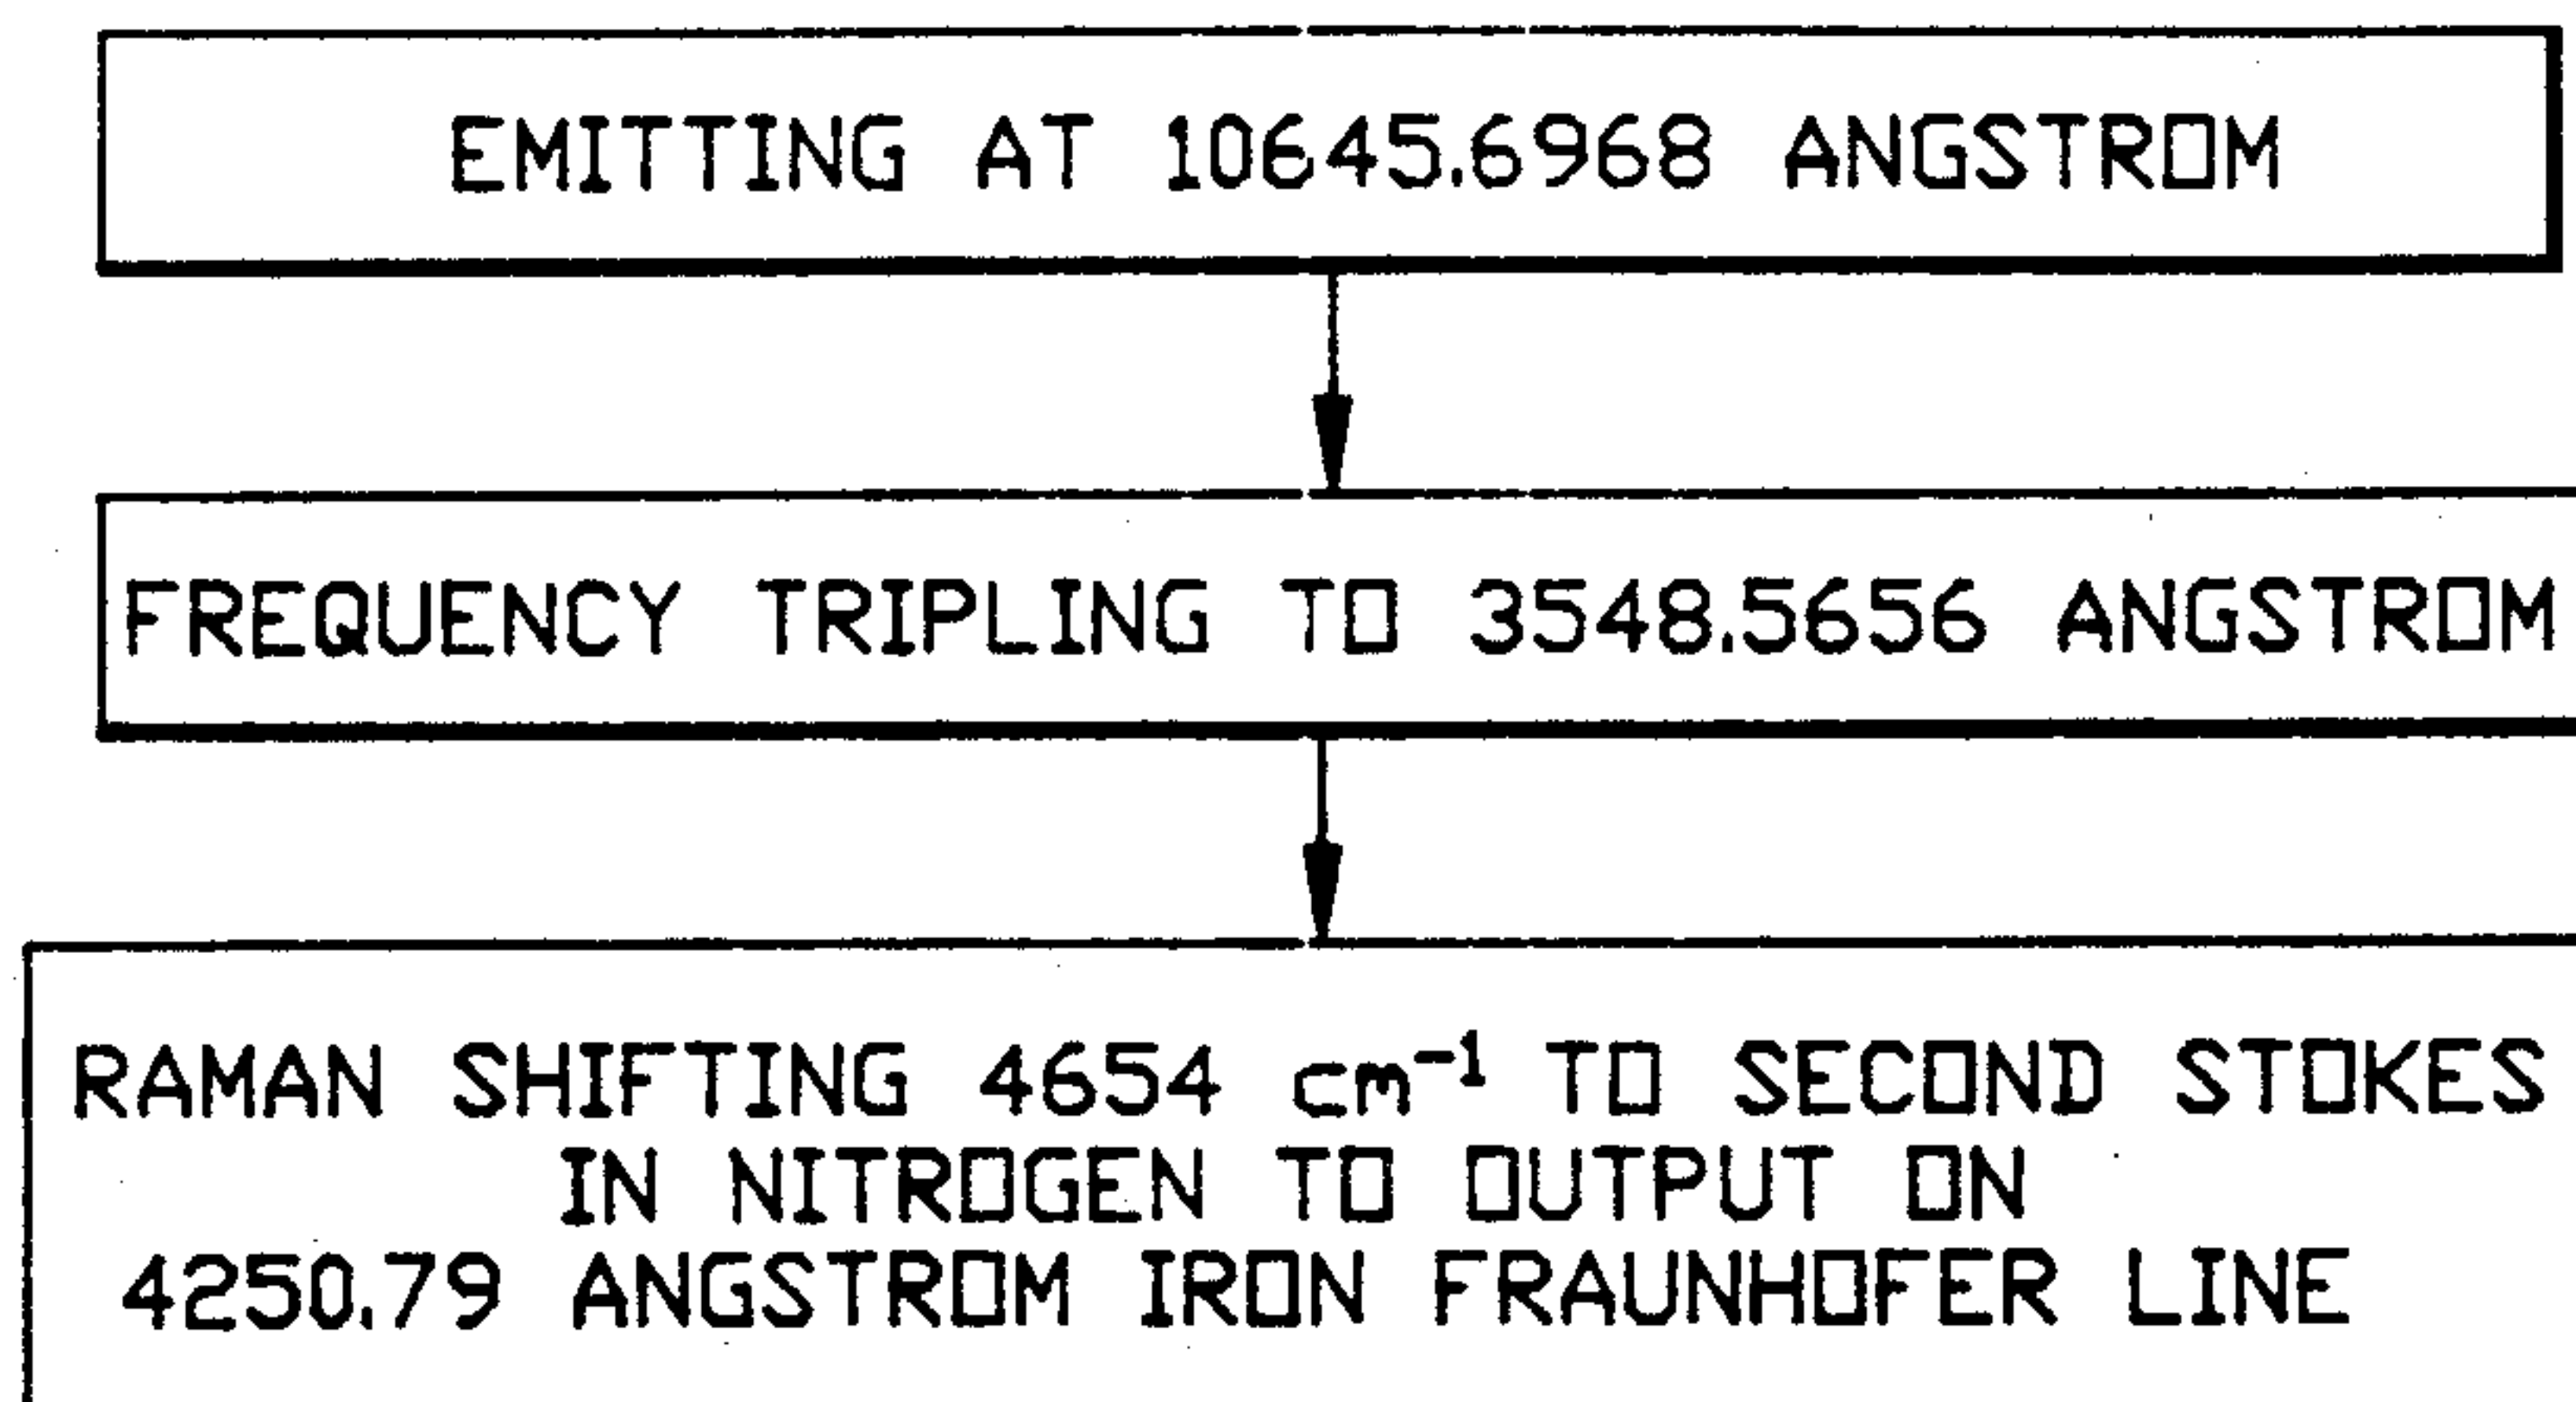 EMITTING AT 10645.6968 ANGSTROM
FREQUENCY TRIPLING TO 3548.5656 ANGSTROM
RAMAN SHIFTING 4654 cm⁻¹ TO SECOND STOKES
IN NITROGEN TO OUTPUT ON
4250.79 ANGSTROM IRON FRAUNHOFER LINE